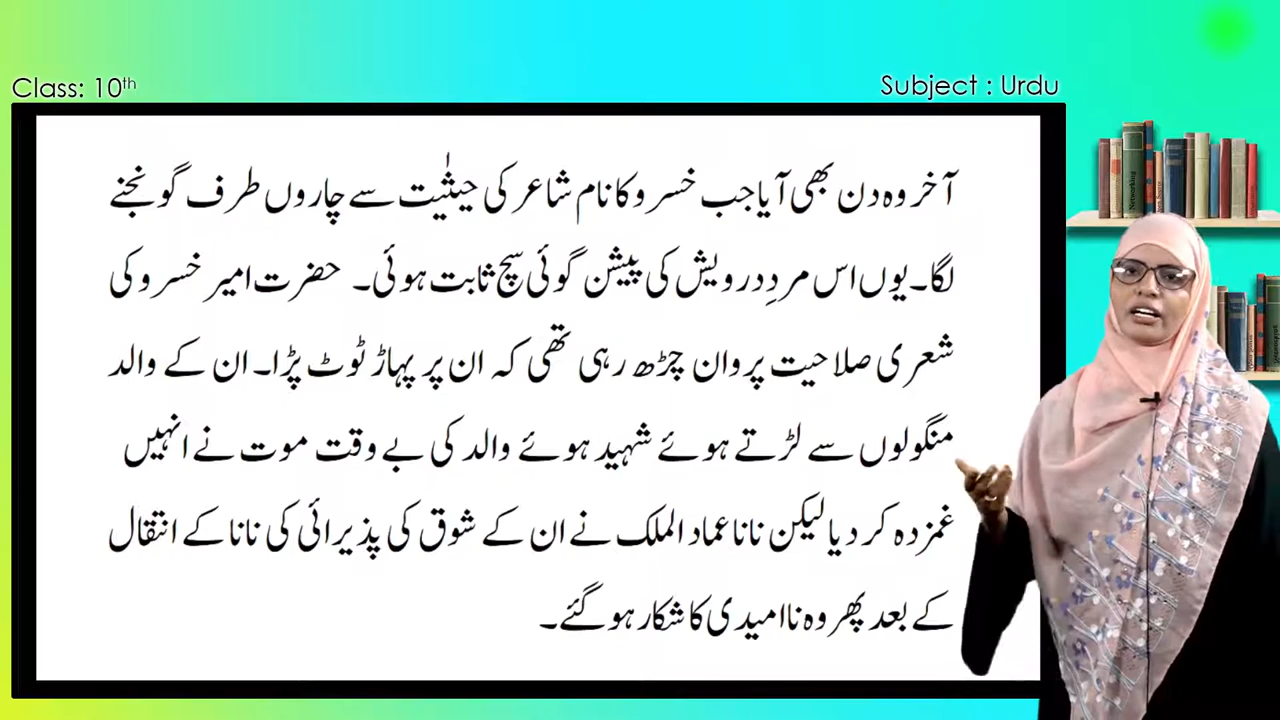 Class: 10th
Subject : Urdu
آخر وہ دن بھی آیا جب خسرو کا نام شاعر کی حیثیت سے چاروں طرف گونجنے
لگا۔ یوں اس مردِ درویش کی پیشن گوئی سچ ثابت ہوئی۔ حضرت امیر خسرو کی
شعری صلاحیت پروان چڑھ رہی تھی کہ ان پر پہاڑ ٹوٹ پڑا۔ ان کے والد
منگولوں سے لڑتے ہوئے شہید ہوئے والد کی بے وقت موت نے انہیں
غمزدہ کر دیا لیکن نانا عماد الملک نے ان کے شوق کی پذیرائی کی نانا کے انتقال
کے بعد پھر وہ ناامیدی کا شکار ہو گئے۔
Networking